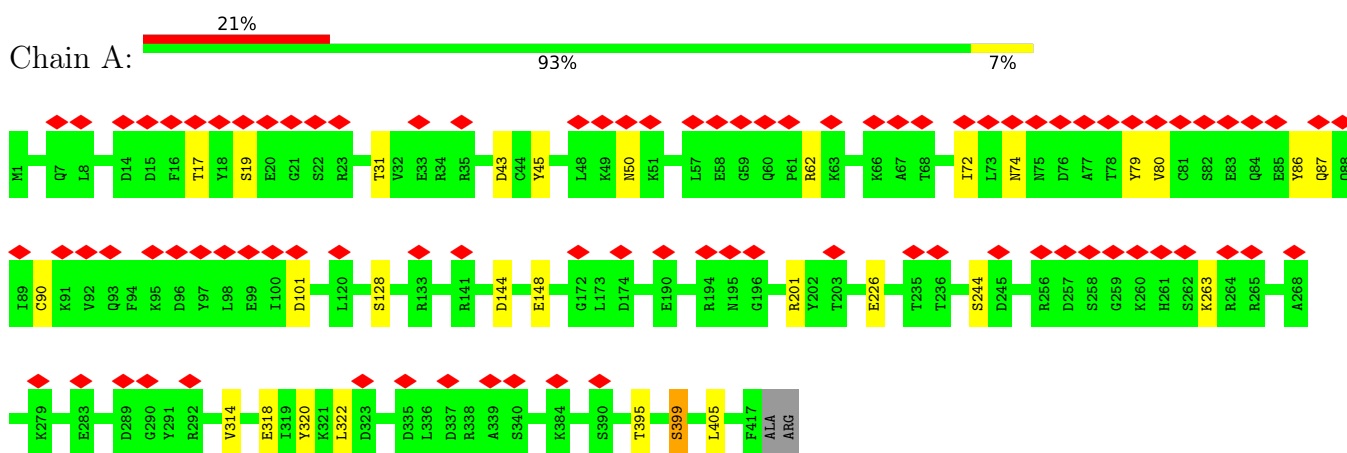 21%
Chain A:
93% 7%
M1 Q7 L8 D14 D15 F16 T17 Y18 S19 E20 G21 S22 R23 T31 V32 E33 R34 R35 D43 C44 Y45 L48 K49 N50 K51 L57 E58 G59 Q60 P61 R62 K63 K66 A67 T68 I72 L73 N74 N75 D76 A77 T78 Y79 V80 C81 S82 E83 Q84 E85 Y86 Q87 Q88
I89 C90 K91 V92 Q93 F94 K95 D96 Y97 L98 E99 I100 D101 L120 S128 R133 R141 D144 E148 G172 L173 D174 E190 R194 N195 G196 R201 Y202 T203 E226 T235 T236 S244 D245 R256 D257 S258 G259 K260 H261 S262 K263 R264 R265 A268
K279 E283 D289 G290 Y291 R292 V314 E318 I319 Y320 K321 L322 D323 D335 L336 D337 R338 A339 S340 K384 S390 T395 S399 L405 F417 ALA ARG